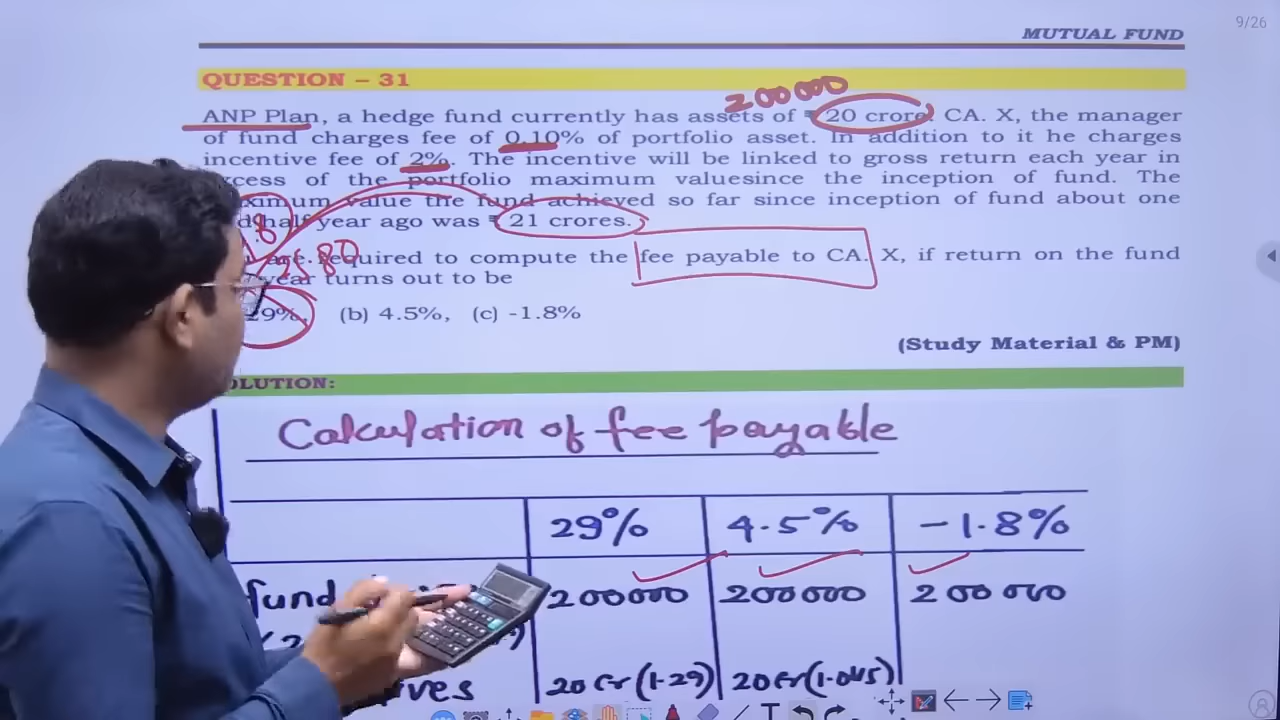 9/26
MUTUAL FUND
QUESTION – 31
200000
ANP Plan, a hedge fund currently has assets of ₹ 20 crore. CA. X, the manager
of fund charges fee of 0.10% of portfolio asset. In addition to it he charges
incentive fee of 2%. The incentive will be linked to gross return each year in
of the portfolio maximum valuesince the inception of fund. The
value the fund achieved so far since inception of fund about one
half year ago was ₹ 21 crores.
required to compute the fee payable to CA. X, if return on the fund
year turns out to be
29%, (b) 4.5%, (c) -1.8%
(Study Material & PM)
Calculation of fee payable
29% 4.5% -1.8%
fund 200000 200000 200000
20 Cr (1.29) 20 Cr (1.045)